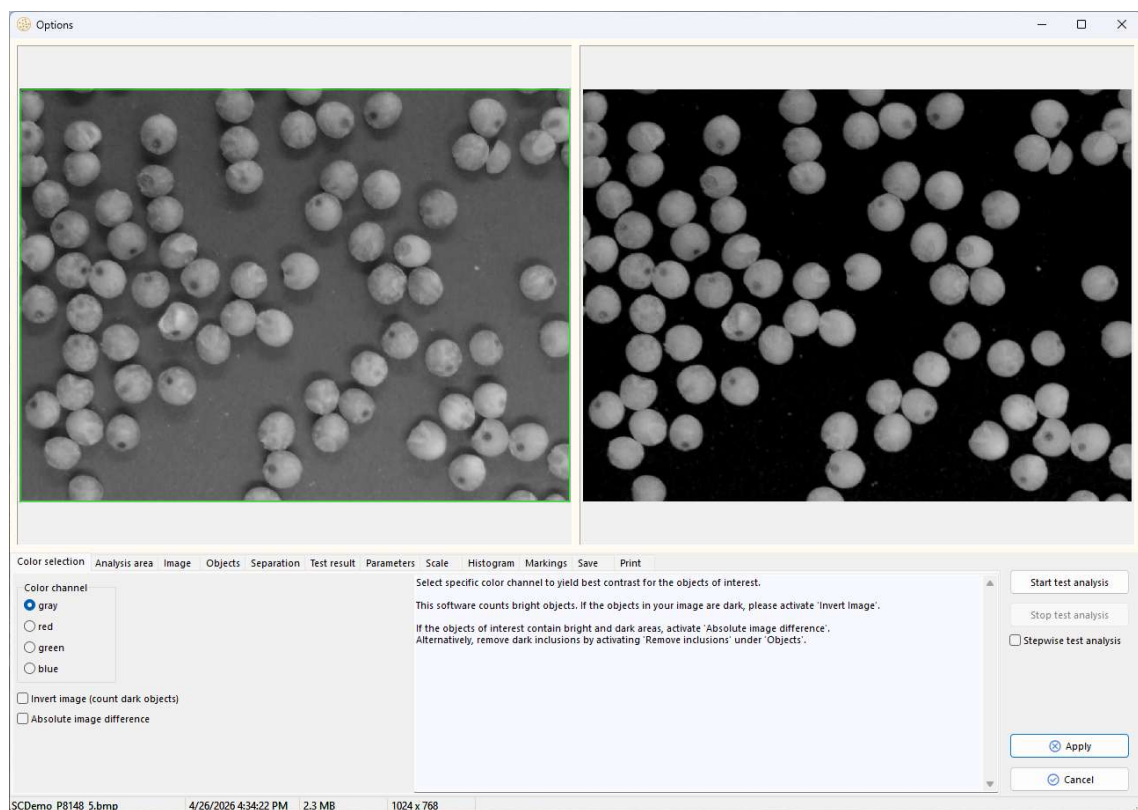 Options
Color selection Analysis area Image Objects Separation Test result Parameters Scale Histogram Markings Save Print
Color channel
gray
red
green
blue
Invert image (count dark objects)
Absolute image difference
Select specific color channel to yield best contrast for the objects of interest.
This software counts bright objects. If the objects in your image are dark, please activate `Invert Image`.
If the objects of interest contain bright and dark areas, activate `Absolute image difference`.
Alternatively, remove dark inclusions by activating `Remove inclusions` under `Objects`.
Start test analysis
Stop test analysis
Stepwise test analysis
Apply
Cancel
SCDemo_P8148_5.bmp 4/26/2026 4:34:22 PM 2.3 MB 1024 x 768